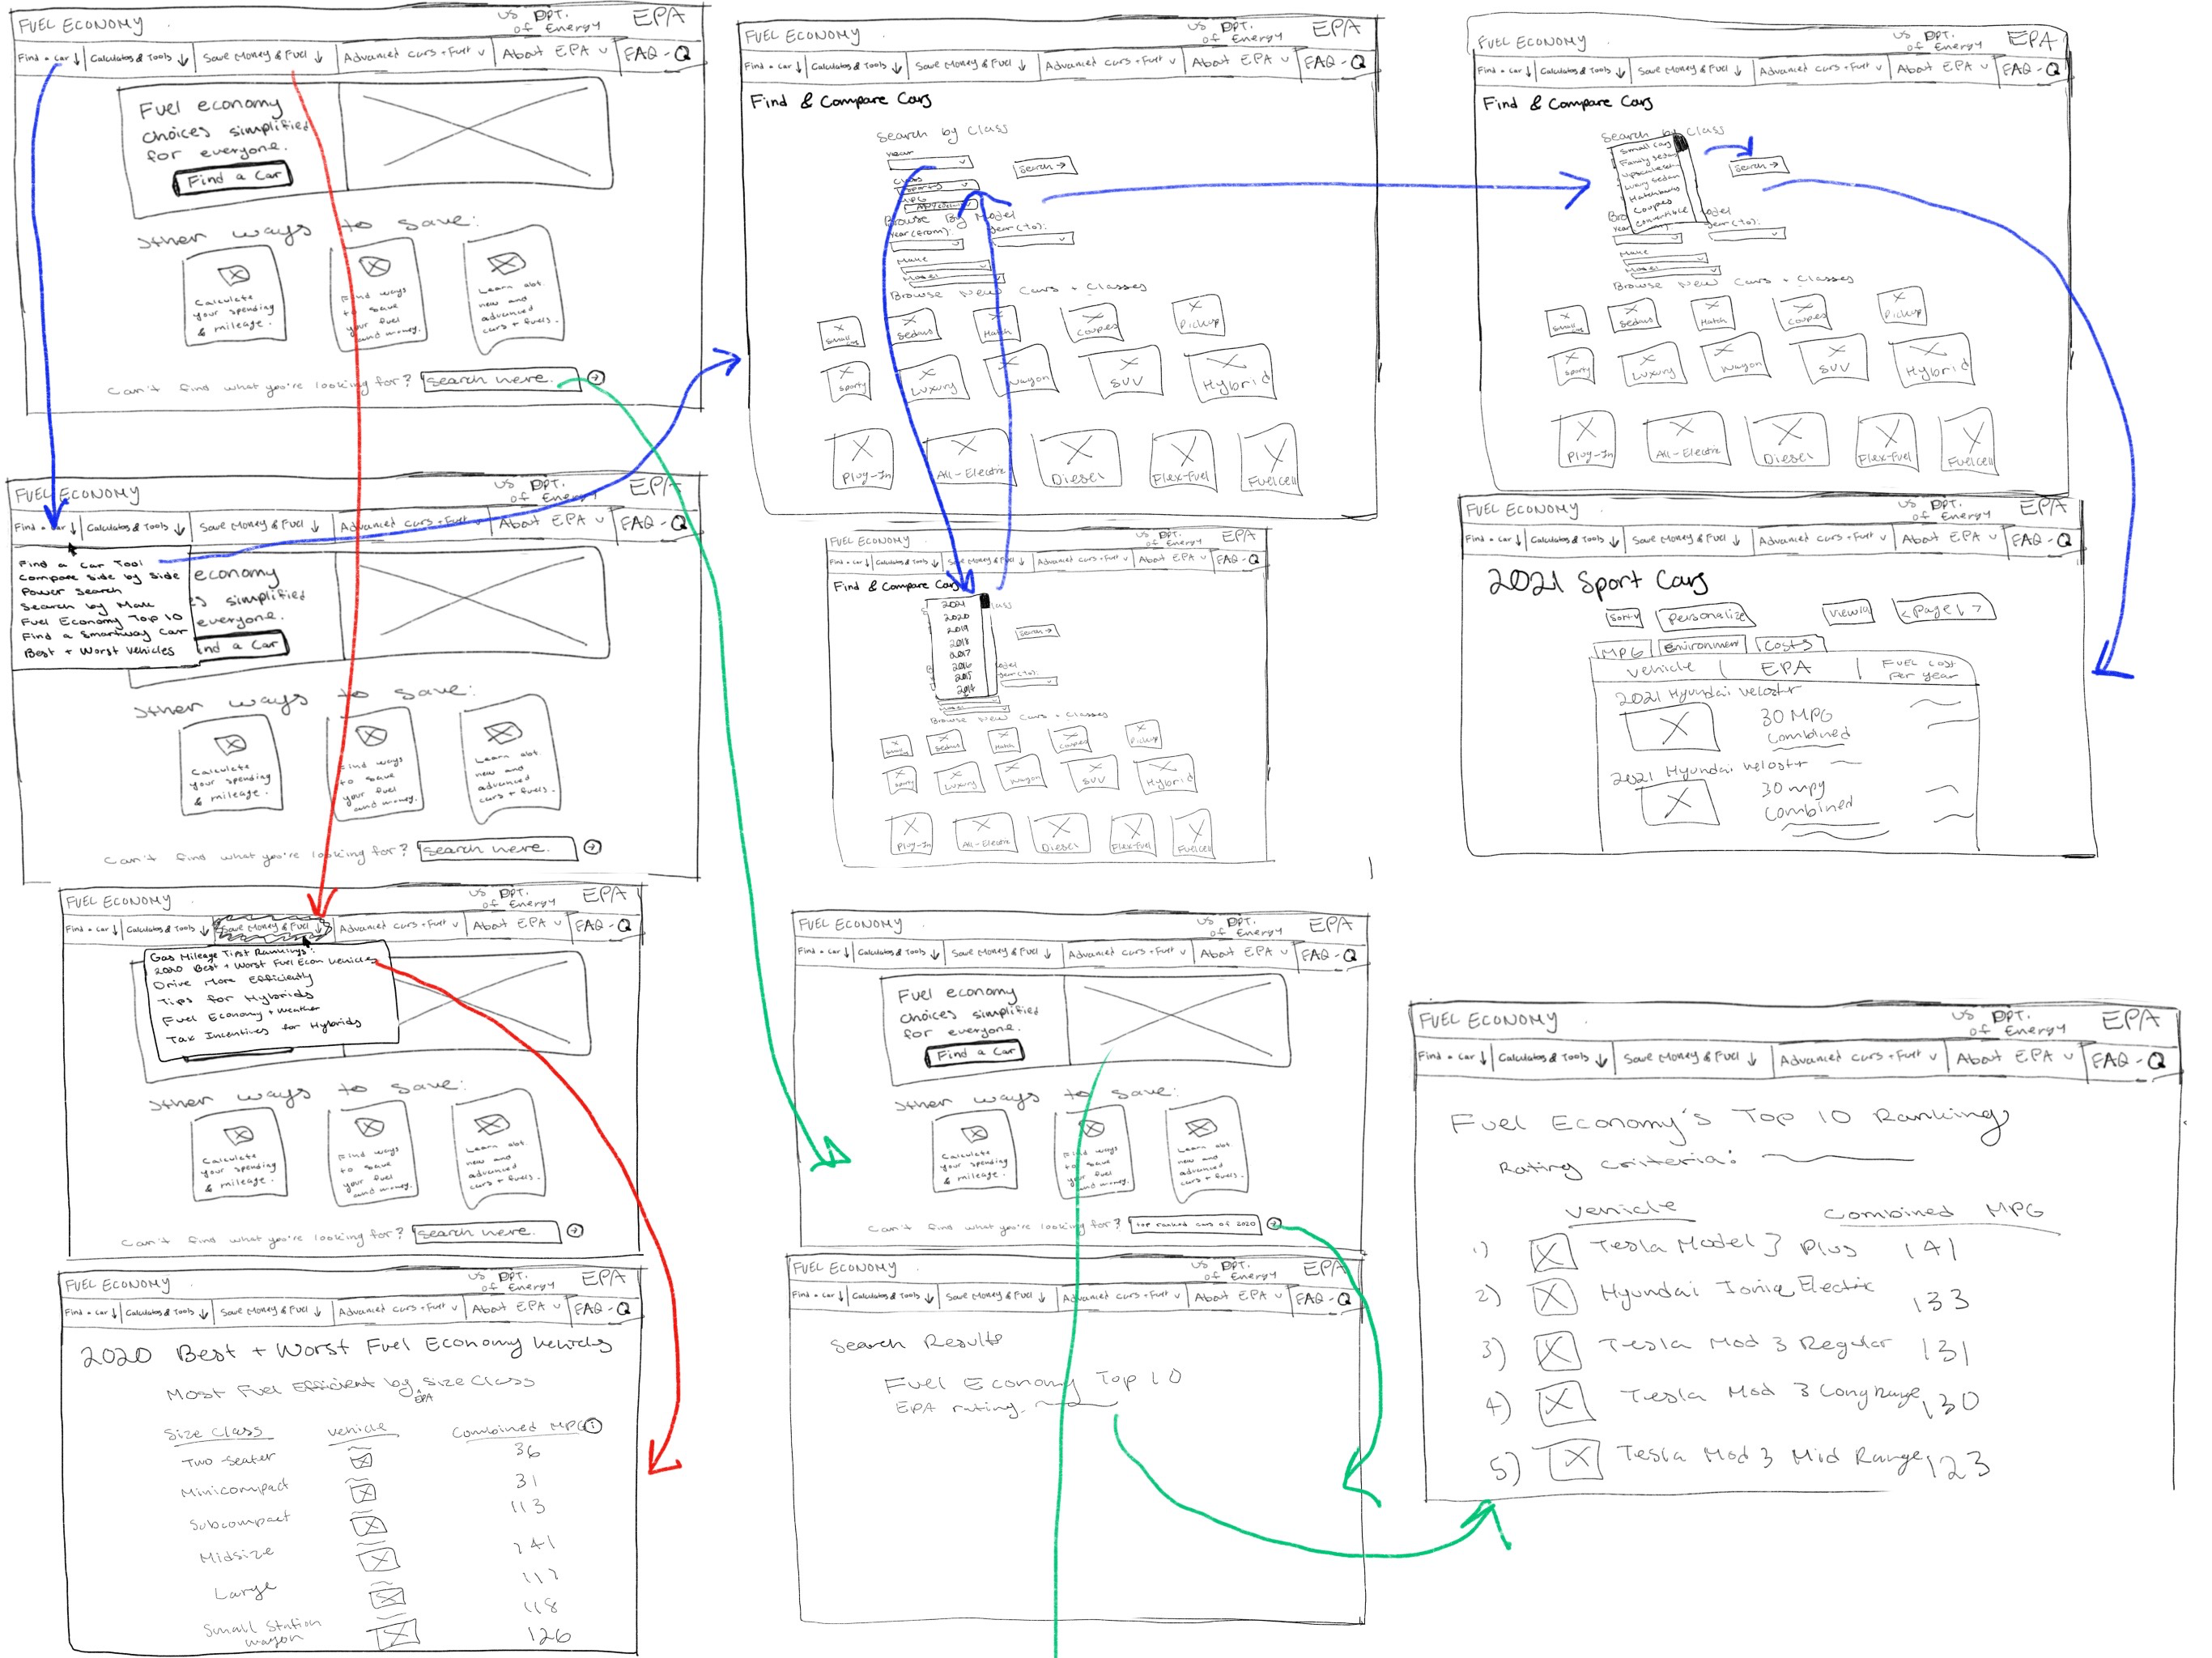 FUEL ECONOMY
US DPT. of Energy
EPA
Find a Car ↓ Calculators & Tools ↓ Save Money & Fuel ↓ Advanced cars + Fuel v About EPA v FAQ - Q
Fuel economy
choices simplified
for everyone.
Find a Car
Other ways to save:
Calculate
your spending
& mileage.
Find ways
to save
your fuel
and money.
Learn abt.
new and
advanced
cars + fuels.
Can't find what you're looking for? Search here.
FUEL ECONOMY
US DPT. of Energy
EPA
Find a Car ↓ Calculators & Tools ↓ Save Money & Fuel ↓ Advanced cars + Fuel v About EPA v FAQ - Q
Find a Car Tool
Compare Side by Side
Power Search
Search by Make
Fuel Economy Top 10
Find a Smartway Car
Best + Worst Vehicles
economy
simplified
everyone.
nd a Car
Other ways to save:
Calculate
your spending
& mileage.
Find ways
to save
your fuel
and money.
Learn abt.
new and
advanced
cars + fuels.
Can't find what you're looking for? Search here.
FUEL ECONOMY
US DPT. of Energy
EPA
Find a Car ↓ Calculators & Tools ↓ Save Money & Fuel ↓ Advanced cars + Fuel v About EPA v FAQ - Q
Gas Mileage Tips Rankings:
2020 Best + Worst Fuel Econ Vehicles
Drive More Efficiently
Tips for Hybrids
Fuel Economy + Weather
Tax Incentives for Hybrids
Other ways to save:
Calculate
your spending
& mileage.
Find ways
to save
your fuel
and money.
Learn abt.
new and
advanced
cars + fuels.
Can't find what you're looking for? Search here.
FUEL ECONOMY
US DPT. of Energy
EPA
Find a Car ↓ Calculators & Tools ↓ Save Money & Fuel ↓ Advanced cars + Fuel v About EPA v FAQ - Q
2020 Best + Worst Fuel Economy Vehicles
Most Fuel Efficient by EPA Size Class
Size Class Vehicle Combined MPG i
Two-Seater 36
Minicompact 31
Subcompact 113
Midsize 141
Large 117
118
Small Station
wagon 126
FUEL ECONOMY
US DPT. of Energy
EPA
Find a Car ↓ Calculators & Tools ↓ Save Money & Fuel ↓ Advanced cars + Fuel v About EPA v FAQ - Q
Find & Compare Cars
Search by Class
Year
Class
Search →
Sporty
MPG
Browse By Model
Year (from): Year (to):
Make
Model
Browse New Cars + Classes
Small Sedans Hatch Coupes Pickup
Sporty Luxury Wagon SUV Hybrid
Plug-In All-Electric Diesel Flex-Fuel Fuelcell
FUEL ECONOMY
US DPT. of Energy
EPA
Find a Car ↓ Calculators & Tools ↓ Save Money & Fuel ↓ Advanced cars + Fuel v About EPA v FAQ - Q
Find & Compare Cars
2021
2020
2019
2018
2017
2016
2015
2014
Search →
Year (to):
Model
Browse New Cars + Classes
Small Sedans Hatch Coupes Pickup
Sporty Luxury Wagon SUV Hybrid
Plug-In All-Electric Diesel Flex-Fuel Fuelcell
FUEL ECONOMY
US DPT. of Energy
EPA
Find a Car ↓ Calculators & Tools ↓ Save Money & Fuel ↓ Advanced cars + Fuel v About EPA v FAQ - Q
Find & Compare Cars
Search by Class
Small Cars
Family Sedan
Upscale Sedan
Luxury Sedan
Hatchbacks
Coupes
Convertible
Search →
Year (to):
Make
Model
Browse New Cars + Classes
Small Sedans Hatch Coupes Pickup
Sporty Luxury Wagon SUV Hybrid
Plug-In All-Electric Diesel Flex-Fuel Fuelcell
FUEL ECONOMY
US DPT. of Energy
EPA
Find a Car ↓ Calculators & Tools ↓ Save Money & Fuel ↓ Advanced cars + Fuel v About EPA v FAQ - Q
2021 Sport Cars
Sort v Personalize View 10 < Page 1 >
MPG Environment Costs
Vehicle EPA Fuel Cost Per Year
2021 Hyundai Veloster
30 MPG
Combined
2021 Hyundai Veloster
30 mpg
Combined
FUEL ECONOMY
US DPT. of Energy
EPA
Find a Car ↓ Calculators & Tools ↓ Save Money & Fuel ↓ Advanced cars + Fuel v About EPA v FAQ - Q
Fuel economy
choices simplified
for everyone.
Find a Car
Other ways to save:
Calculate
your spending
& mileage.
Find ways
to save
your fuel
and money.
Learn abt.
new and
advanced
cars + fuels.
Can't find what you're looking for? top ranked cars of 2020
FUEL ECONOMY
US DPT. of Energy
EPA
Find a Car ↓ Calculators & Tools ↓ Save Money & Fuel ↓ Advanced cars + Fuel v About EPA v FAQ - Q
Search Results
Fuel Economy Top 10
EPA rating
FUEL ECONOMY
US DPT. of Energy
EPA
Find a Car ↓ Calculators & Tools ↓ Save Money & Fuel ↓ Advanced cars + Fuel v About EPA v FAQ - Q
Fuel Economy's Top 10 Ranking
Rating Criteria:
Vehicle Combined MPG
1) Tesla Model 3 Plus 141
2) Hyundai Ioniq Electric 133
3) Tesla Mod 3 Regular 131
4) Tesla Mod 3 Long Range 130
5) Tesla Mod 3 Mid Range 123